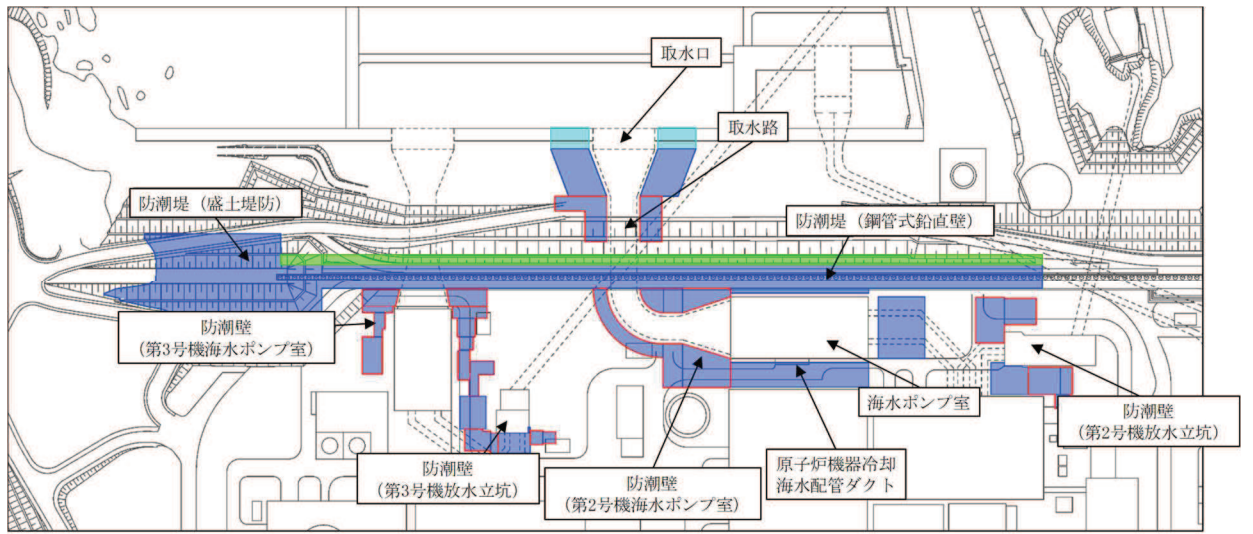 取水口
取水路
防潮堤（盛土堤防）
防潮堤（鋼管式鉛直壁）
防潮壁
（第3号機海水ポンプ室）
海水ポンプ室
防潮壁
（第2号機放水立坑）
防潮壁
（第3号機放水立坑）
防潮壁
（第2号機海水ポンプ室）
原子炉機器冷却
海水配管ダクト